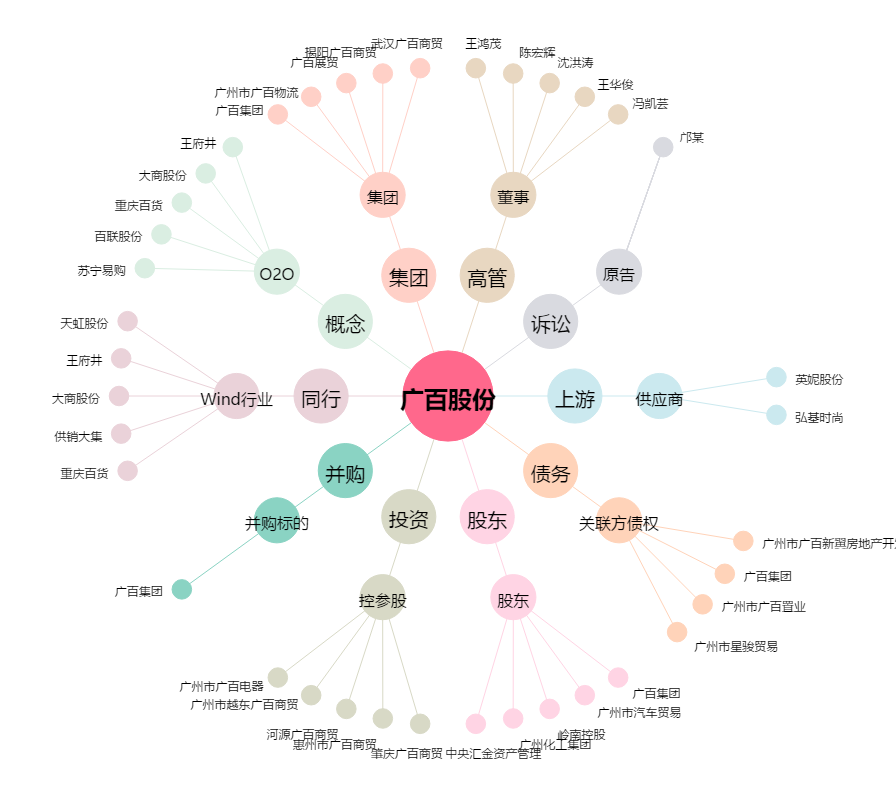 武汉广百商贸
揭阳广百商贸
广百展贸
广州市广百物流
广百集团
集团
集团
王鸿茂
陈宏辉
沈洪涛
王华俊
冯凯芸
董事
高管
邝某
原告
诉讼
王府井
大商股份
重庆百货
百联股份
苏宁易购
O2O
概念
天虹股份
王府井
大商股份
供销大集
重庆百货
Wind行业
同行
广百股份
上游
供应商
英妮股份
弘基时尚
并购
并购标的
广百集团
投资
控参股
广州市广百电器
广州市越东广百商贸
河源广百商贸
惠州市广百商贸
肇庆广百商贸
股东
股东
广百集团
广州市汽车贸易
岭南控股
广州化工集团
中央汇金资产管理
债务
关联方债权
广州市广百新翼房地产开发
广百集团
广州市广百置业
广州市星骏贸易